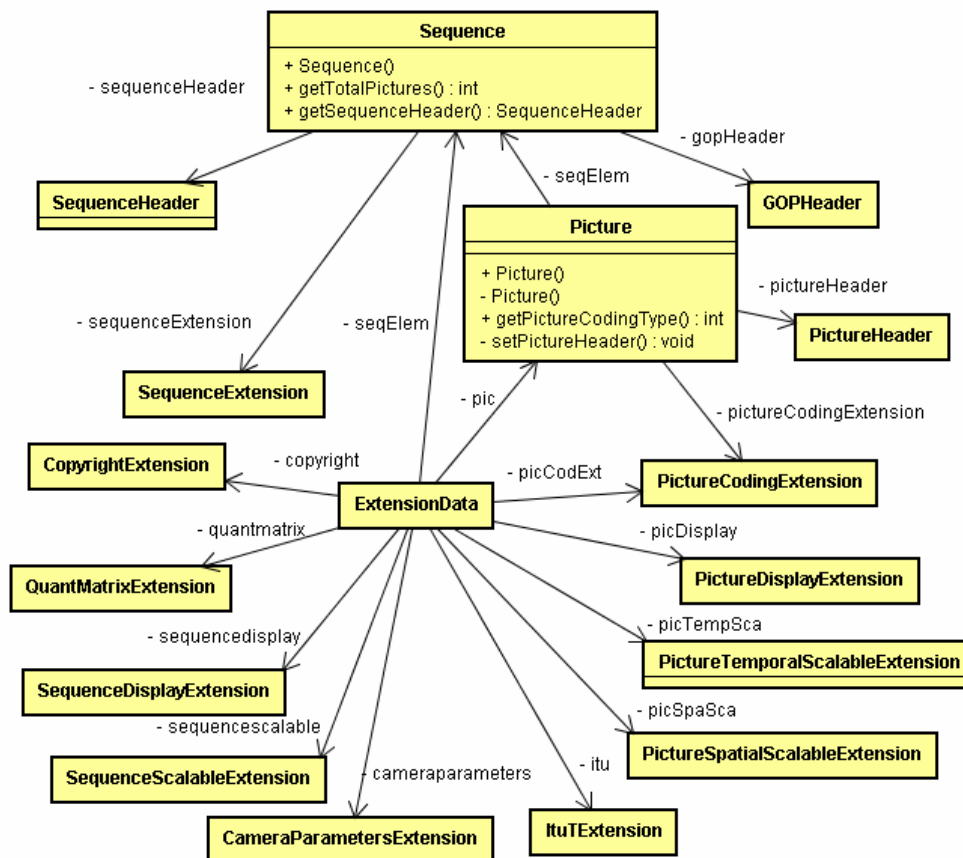 Sequence
+ Sequence()
+ getTotalPictures() : int
+ getSequenceHeader() : SequenceHeader
- sequenceHeader
- gopHeader
- seqElem
SequenceHeader
GOPHeader
Picture
+ Picture()
- Picture()
+ getPictureCodingType() : int
- setPictureHeader() : void
- pictureHeader
PictureHeader
- sequenceExtension
- seqElem
SequenceExtension
- pic
- pictureCodingExtension
CopyrightExtension
- copyright
- picCodExt
PictureCodingExtension
ExtensionData
- quantmatrix
- picDisplay
QuantMatrixExtension
PictureDisplayExtension
- sequencedisplay
- picTempSca
PictureTemporalScalableExtension
SequenceDisplayExtension
- picSpaSca
- sequencescalable
PictureSpatialScalableExtension
SequenceScalableExtension
- cameraparameters
- itu
CameraParametersExtension
ItuTExtension